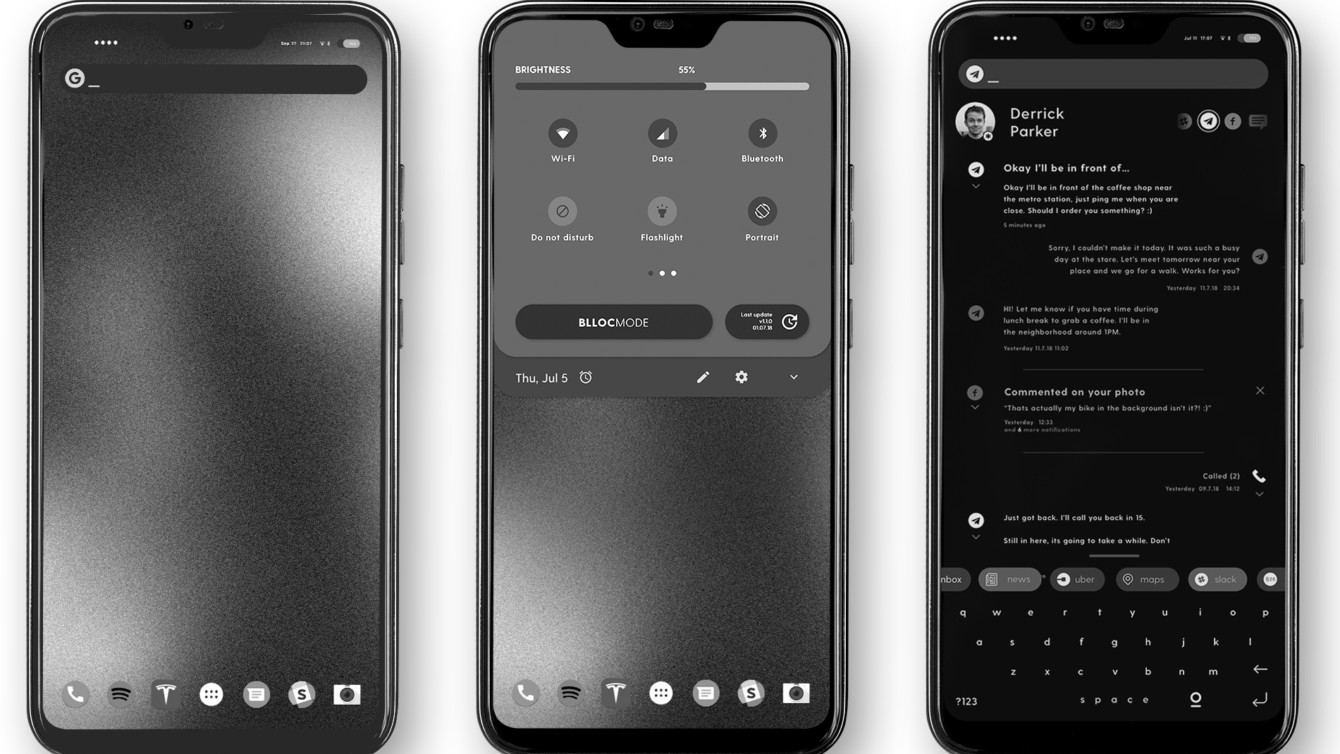 Sep 17 21:07
G _
BRIGHTNESS 55%
Wi-Fi Data Bluetooth
Do not disturb Flashlight Portrait
BLLOCMODE
Last update
v1.1.0
01.07.18
Thu, Jul 5
S
S
Jul 11 17:07
_
Derrick
Parker
f
Okay I'll be in front of...
Okay I'll be in front of the coffee shop near
the metro station, just ping me when you are
close. Should I order you something? :)
5 minutes ago
Sorry, I couldn't make it today. It was such a busy
day at the store. Let's meet tomorrow near your
place and we go for a walk. Works for you?
Yesterday 11.7.18 20:34
Hi! Let me know if you have time during
lunch break to grab a coffee. I'll be in
the neighborhood around 1PM.
Yesterday 11.7.18 11:02
f
Commented on your photo
"Thats actually my bike in the background isn't it?! :)"
Yesterday 12:33
and 6 more notifications
Called (2)
Yesterday 09.7.18 14:12
Just got back. I'll call you back in 15.
Still in here, its going to take a while. Don't
nbox news uber maps slack
q w e r t y u i o p
a s d f g h j k l
z x c v b n m
?123 space